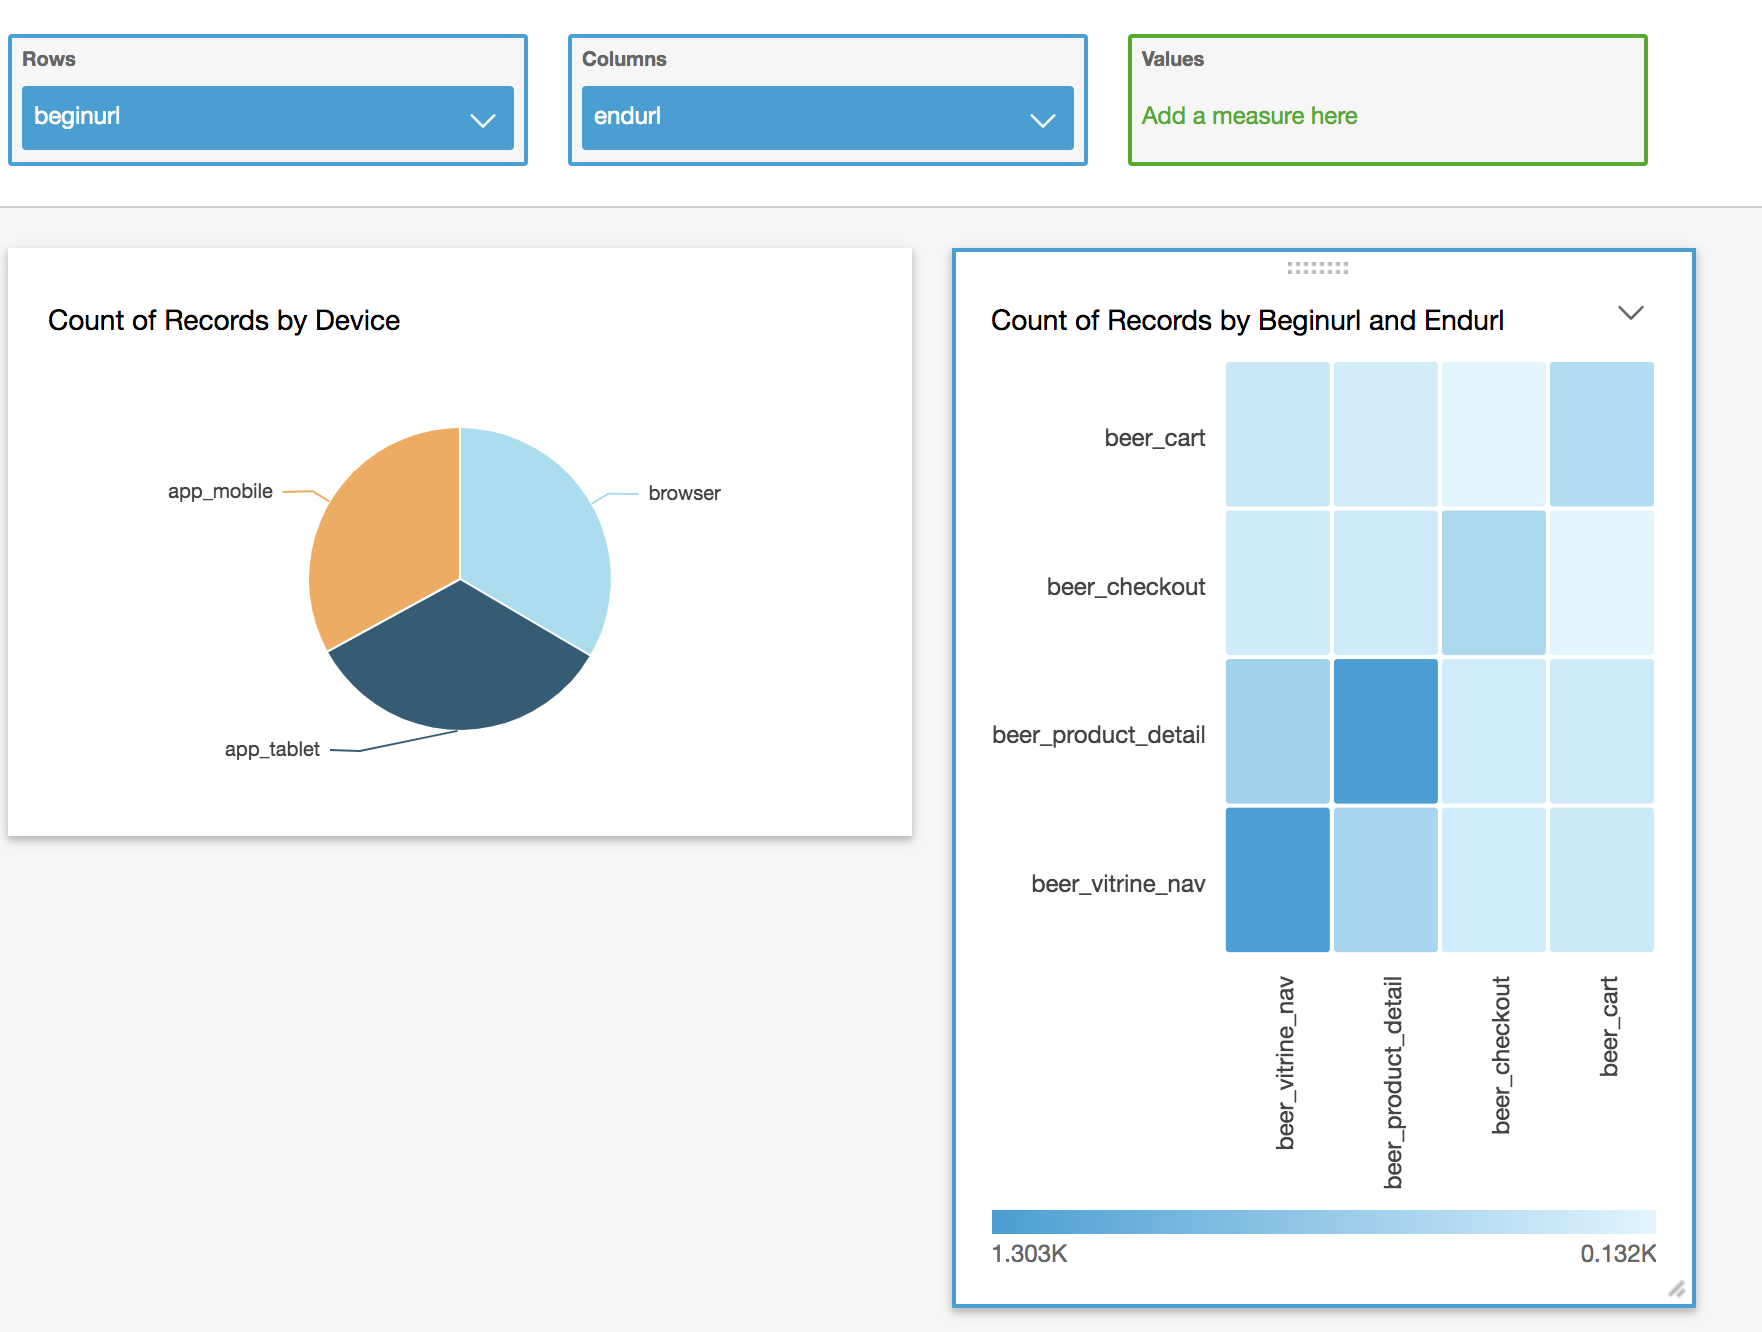 Rows
beginurl
Columns
endurl
Values
Add a measure here
Count of Records by Device
app_mobile
browser
app_tablet
Count of Records by Beginurl and Endurl
beer_cart
beer_checkout
beer_product_detail
beer_vitrine_nav
beer_vitrine_nav
beer_product_detail
beer_checkout
beer_cart
1.303K
0.132K